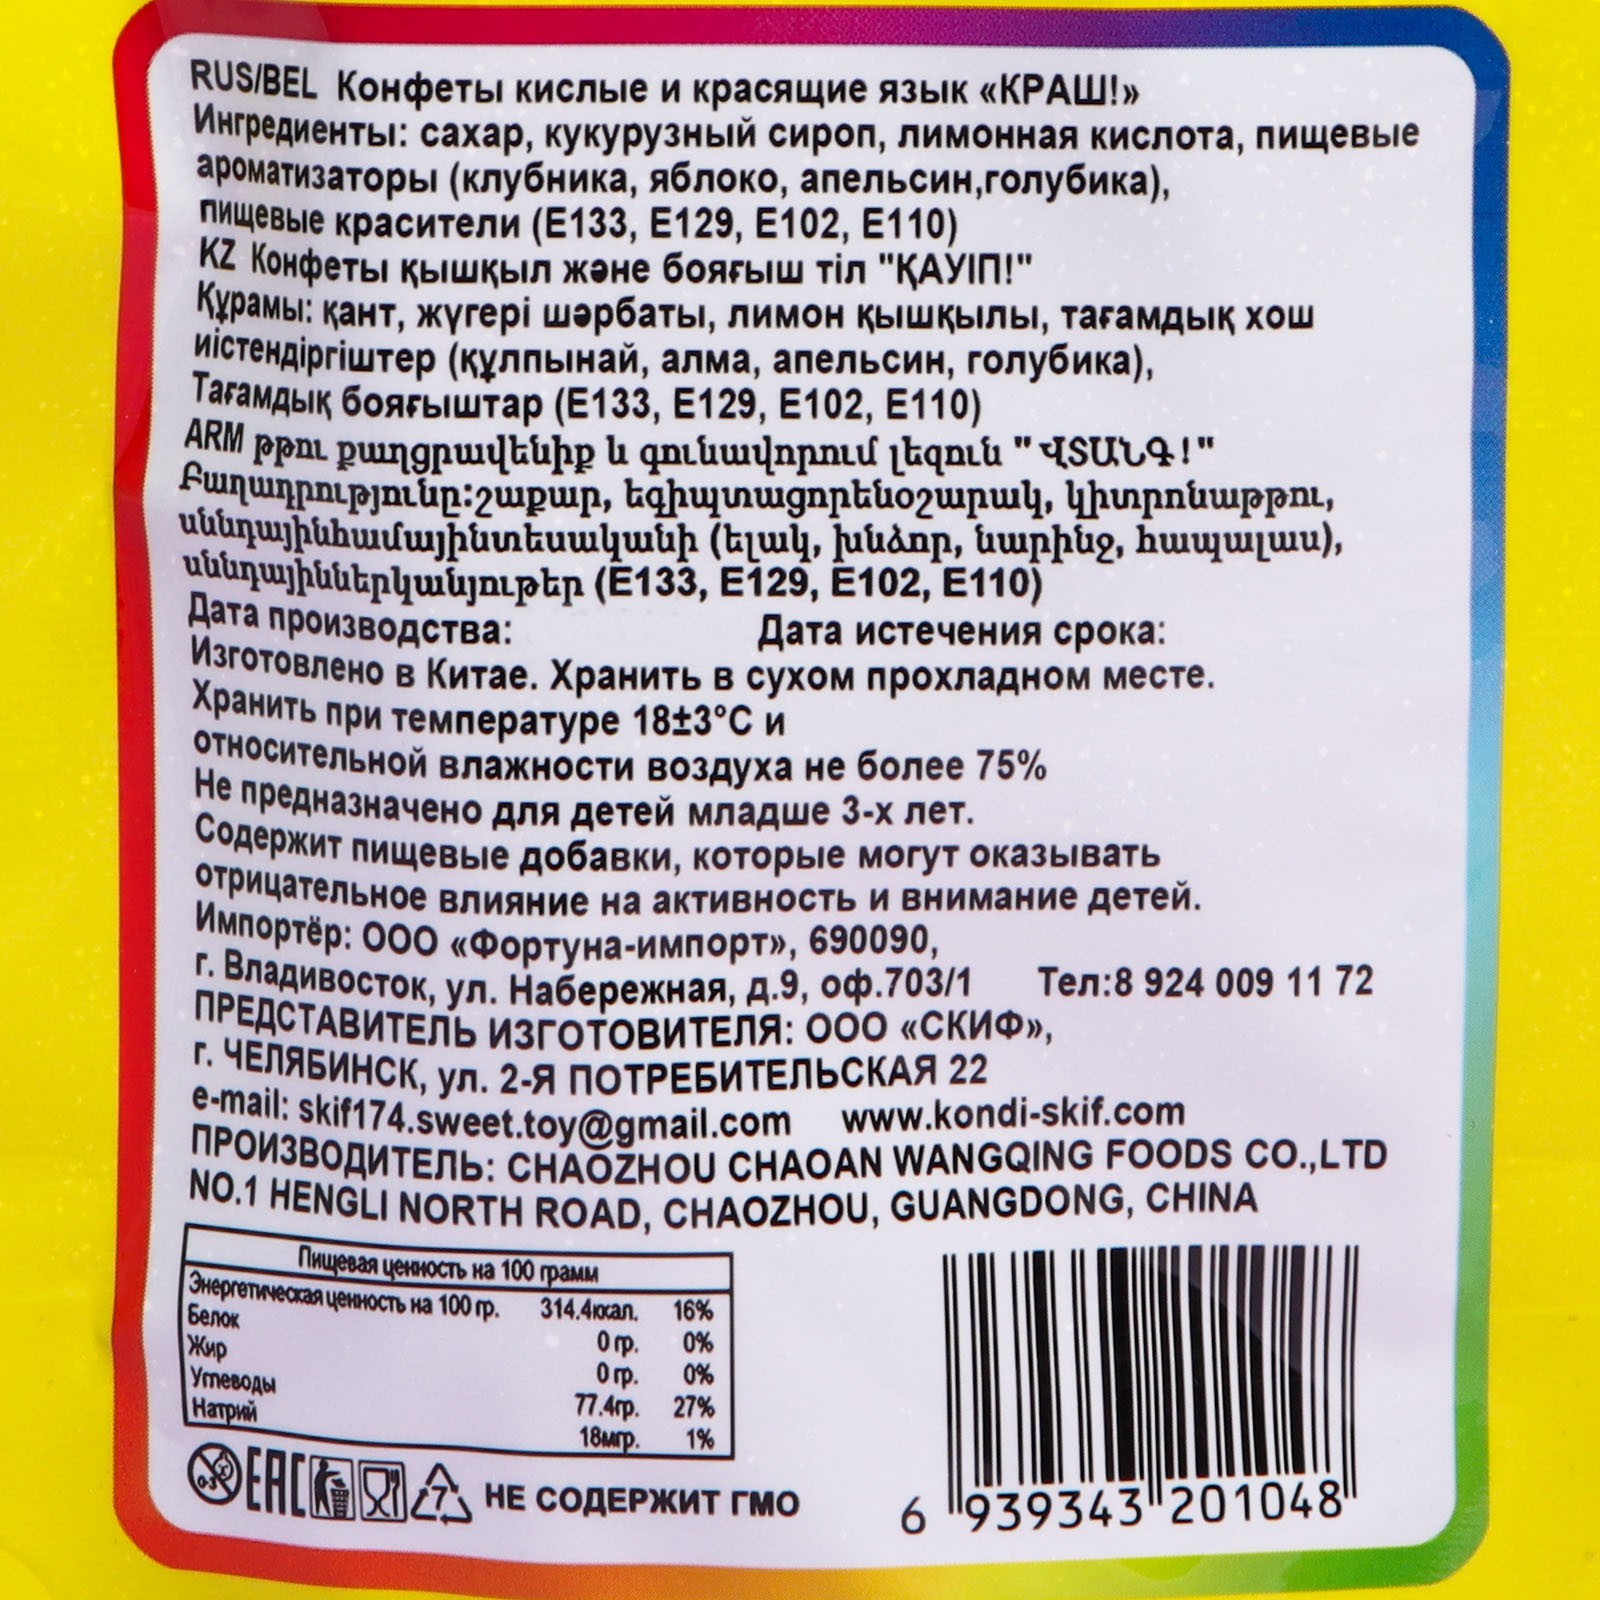 RUS/BEL Конфеты кислые и красящие язык «КРАШ!»
Ингредиенты: сахар, кукурузный сироп, лимонная кислота, пищевые
ароматизаторы (клубника, яблоко, апельсин,голубика),
пищевые красители (Е133, Е129, Е102, Е110)
KZ Конфеты қышқыл және бояғыш тіл "ҚАУІП!"
Құрамы: қант, жүгері шәрбаты, лимон қышқылы, тағамдық хош
иістендіргіштер (құлпынай, алма, апельсин, голубика),
Тағамдық бояғыштар (Е133, Е129, Е102, Е110)
ARM թթու քաղցրավենիք և գունավորում լեզուն "ՎՏԱՆԳ!"
Բաղադրությունը:շաքար, եգիպտացորենօշարակ, կիտրոնաթթու,
սննդայինհամայինտեսականի (ելակ, խնձոր, նարինջ, հապալաս),
սննդայիններկանյութեր (E133, E129, E102, E110)
Дата производства: Дата истечения срока:
Изготовлено в Китае. Хранить в сухом прохладном месте.
Хранить при температуре 18±3°С и
относительной влажности воздуха не более 75%
Не предназначено для детей младше 3-х лет.
Содержит пищевые добавки, которые могут оказывать
отрицательное влияние на активность и внимание детей.
Импортёр: ООО «Фортуна-импорт», 690090,
г. Владивосток, ул. Набережная, д.9, оф.703/1 Тел:8 924 009 11 72
ПРЕДСТАВИТЕЛЬ ИЗГОТОВИТЕЛЯ: ООО «СКИФ»,
г. ЧЕЛЯБИНСК, ул. 2-Я ПОТРЕБИТЕЛЬСКАЯ 22
e-mail: skif174.sweet.toy@gmail.com www.kondi-skif.com
ПРОИЗВОДИТЕЛЬ: CHAOZHOU CHAOAN WANGQING FOODS CO.,LTD
NO.1 HENGLI NORTH ROAD, CHAOZHOU, GUANGDONG, CHINA
Пищевая ценность на 100 грамм
Энергетическая ценность на 100 гр. 314.4ккал. 16%
Белок 0 гр. 0%
Жир 0 гр. 0%
Углеводы 77.4гр. 27%
Натрий 18мгр. 1%
0-3 EAC 7 НЕ СОДЕРЖИТ ГМО
6 939343 201048